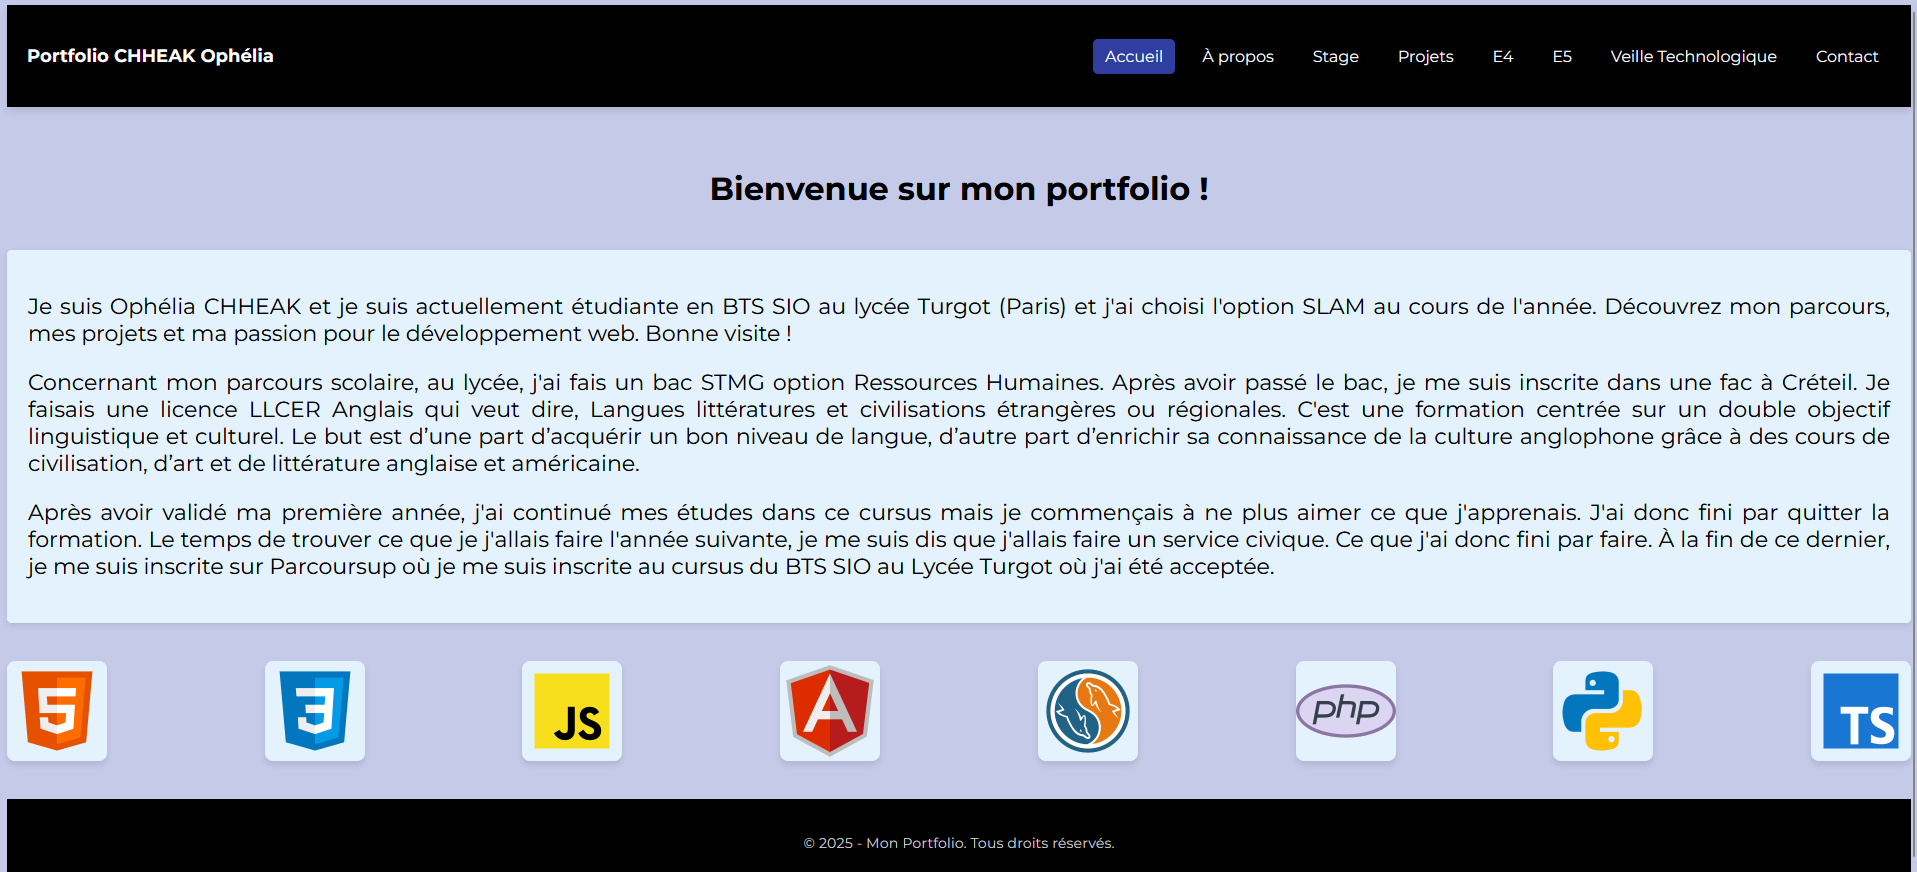 Portfolio CHHEAK Ophélia
Accueil À propos Stage Projets E4 E5 Veille Technologique Contact
Bienvenue sur mon portfolio !
Je suis Ophélia CHHEAK et je suis actuellement étudiante en BTS SIO au lycée Turgot (Paris) et j'ai choisi l'option SLAM au cours de l'année. Découvrez mon parcours,
mes projets et ma passion pour le développement web. Bonne visite !
Concernant mon parcours scolaire, au lycée, j'ai fais un bac STMG option Ressources Humaines. Après avoir passé le bac, je me suis inscrite dans une fac à Créteil. Je
faisais une licence LLCER Anglais qui veut dire, Langues littératures et civilisations étrangères ou régionales. C'est une formation centrée sur un double objectif
linguistique et culturel. Le but est d’une part d’acquérir un bon niveau de langue, d’autre part d’enrichir sa connaissance de la culture anglophone grâce à des cours de
civilisation, d’art et de littérature anglaise et américaine.
Après avoir validé ma première année, j'ai continué mes études dans ce cursus mais je commençais à ne plus aimer ce que j'apprenais. J'ai donc fini par quitter la
formation. Le temps de trouver ce que je j'allais faire l'année suivante, je me suis dis que j'allais faire un service civique. Ce que j'ai donc fini par faire. À la fin de ce dernier,
je me suis inscrite sur Parcoursup où je me suis inscrite au cursus du BTS SIO au Lycée Turgot où j'ai été acceptée.
5 3 JS A php TS
© 2025 - Mon Portfolio. Tous droits réservés.